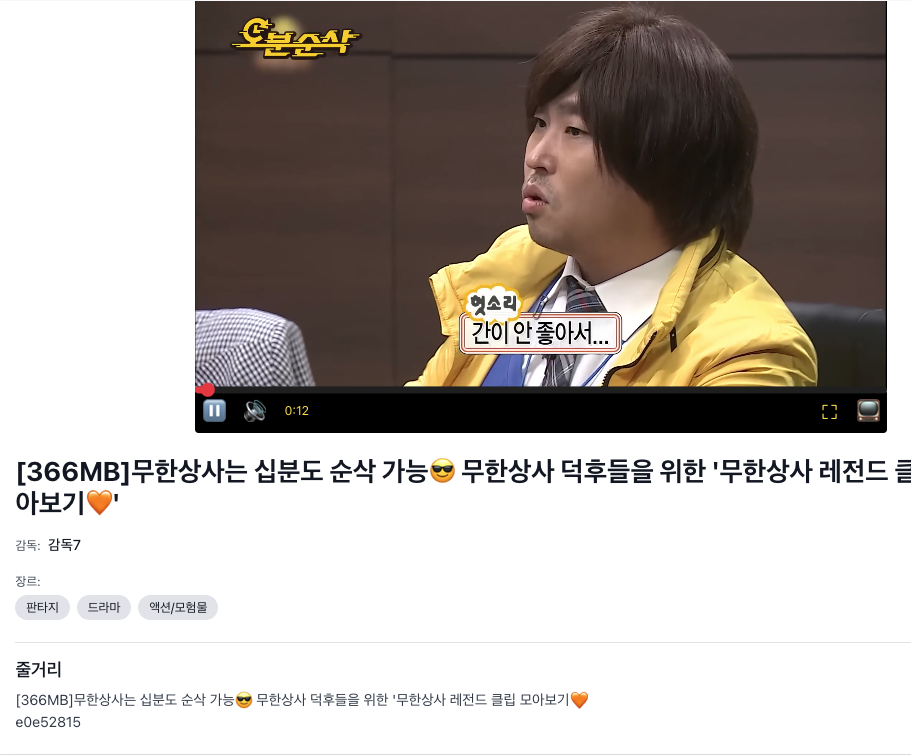 오분순삭
헛소리
간이 안 좋아서...
0:12
[366MB]무한상사는 십분도 순삭 가능😎 무한상사 덕후들을 위한 '무한상사 레전드 클
아보기🧡'
감독: 감독7
장르:
판타지 드라마 액션/모험물
줄거리
[366MB]무한상사는 십분도 순삭 가능😎 무한상사 덕후들을 위한 '무한상사 레전드 클립 모아보기🧡
e0e52815